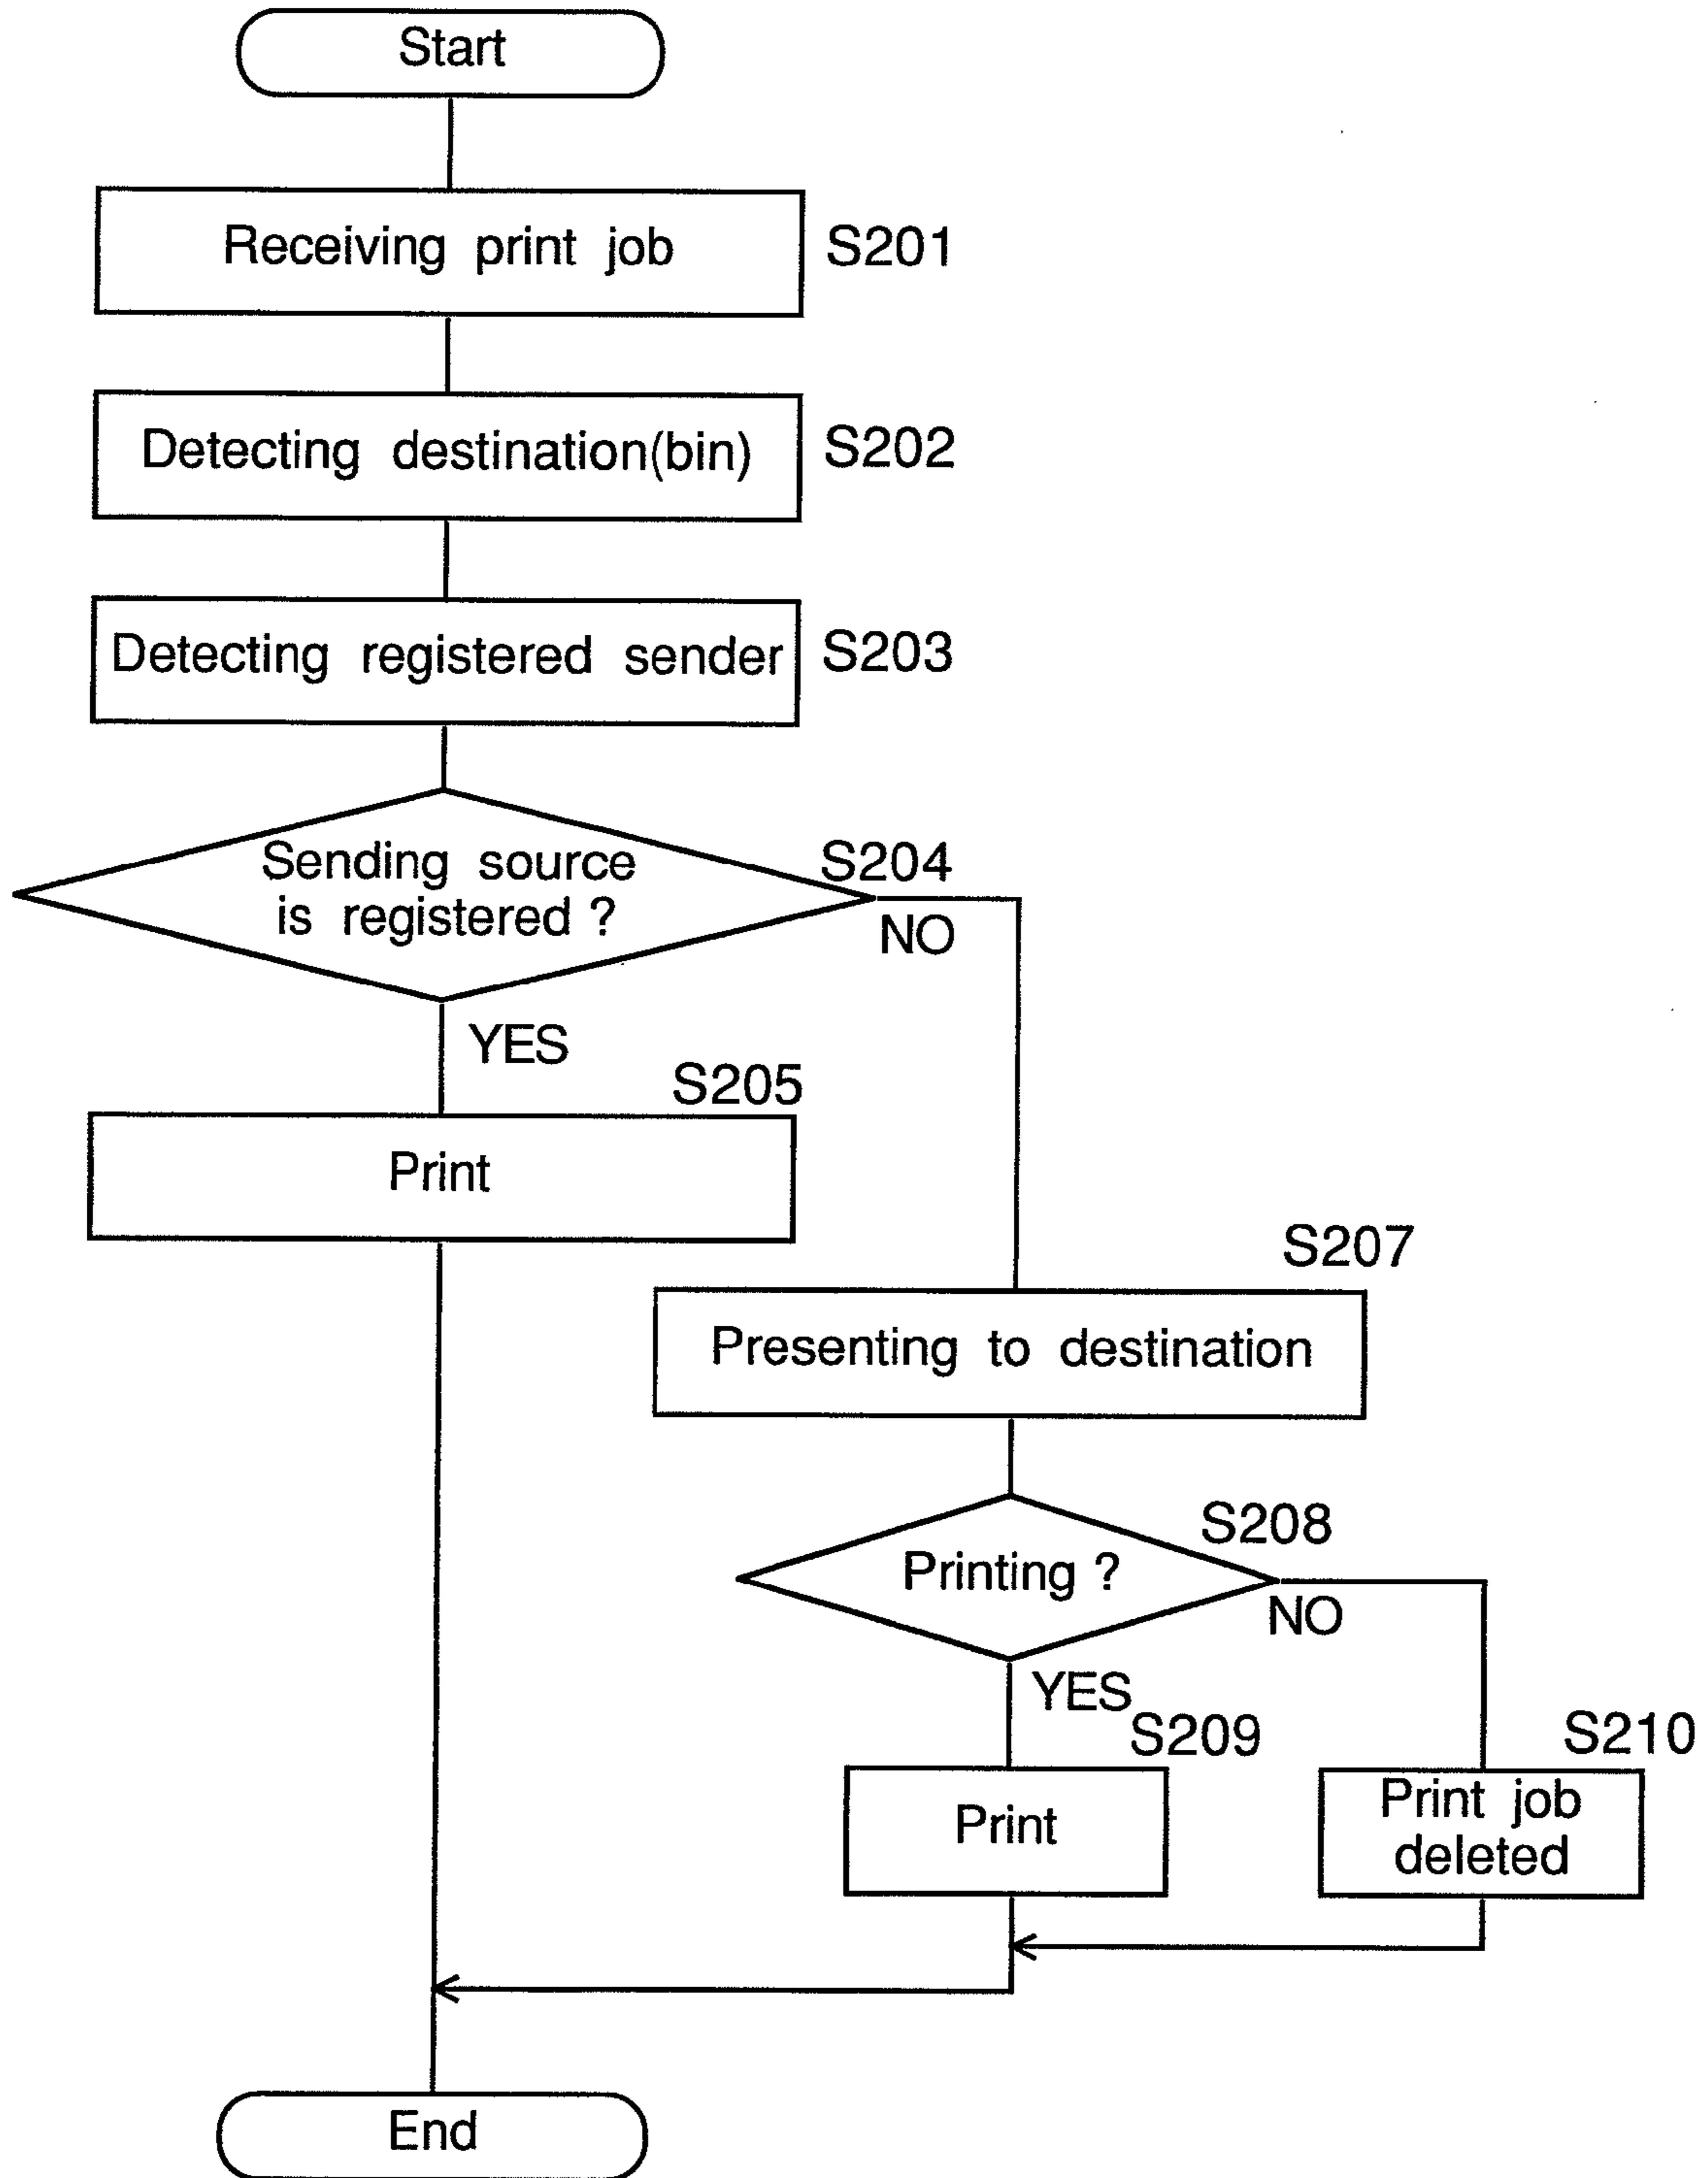 Start
Receiving print job
S201
Detecting destination(bin)
S202
Detecting registered sender
S203
Sending source
is registered ?
S204
NO
YES
S205
Print
S207
Presenting to destination
S208
Printing ?
NO
YES
S209
Print
S210
Print job
deleted
End